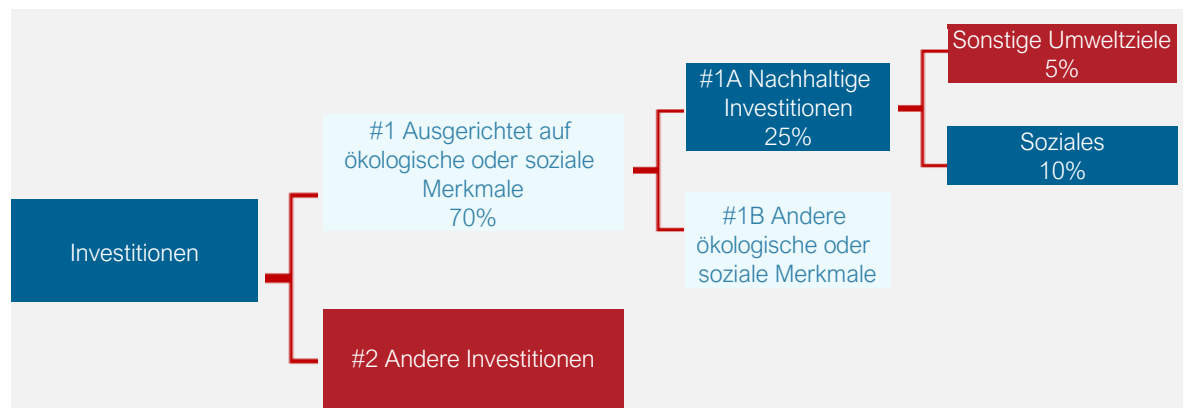 Investitionen
#1 Ausgerichtet auf
ökologische oder soziale
Merkmale
70%
#2 Andere Investitionen
#1A Nachhaltige
Investitionen
25%
#1B Andere
ökologische oder
soziale Merkmale
Sonstige Umweltziele
5%
Soziales
10%